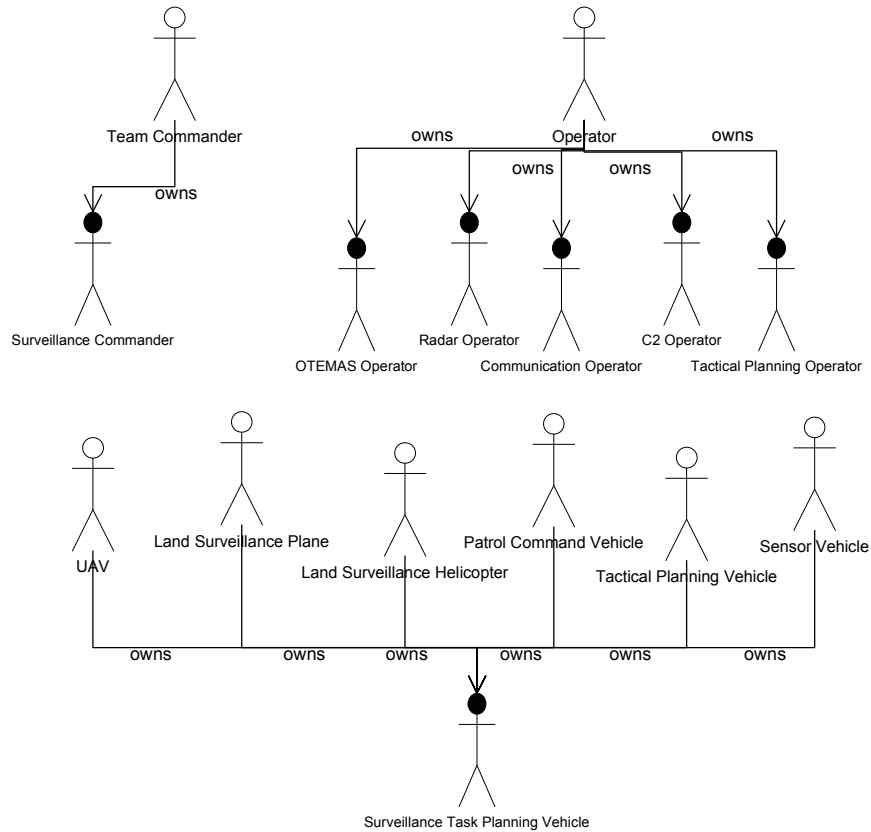 Team Commander
Operator
owns
owns
owns
owns
owns
Surveillance Commander
Radar Operator
C2 Operator
OTEMAS Operator
Communication Operator
Tactical Planning Operator
Land Surveillance Plane
Patrol Command Vehicle
Sensor Vehicle
UAV
Land Surveillance Helicopter
Tactical Planning Vehicle
owns
owns
owns
owns
owns
owns
Surveillance Task Planning Vehicle